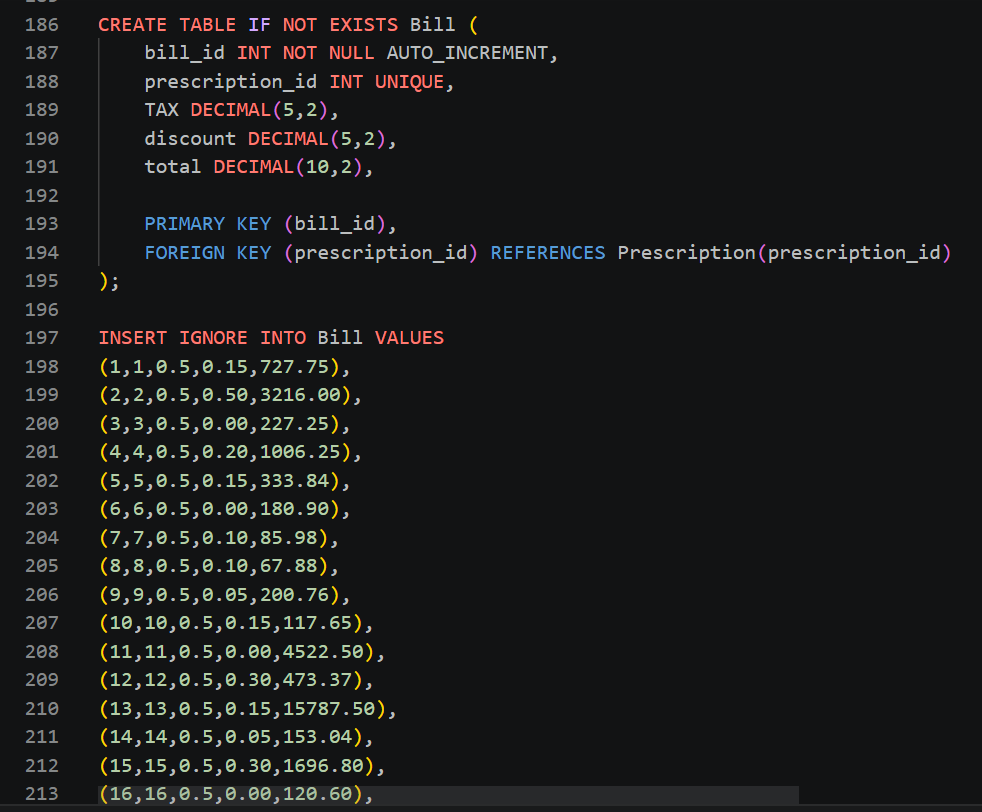 186 CREATE TABLE IF NOT EXISTS Bill (
187     bill_id INT NOT NULL AUTO_INCREMENT,
188     prescription_id INT UNIQUE,
189     TAX DECIMAL(5,2),
190     discount DECIMAL(5,2),
191     total DECIMAL(10,2),
192
193     PRIMARY KEY (bill_id),
194     FOREIGN KEY (prescription_id) REFERENCES Prescription(prescription_id)
195 );
196
197 INSERT IGNORE INTO Bill VALUES
198 (1,1,0.5,0.15,727.75),
199 (2,2,0.5,0.50,3216.00),
200 (3,3,0.5,0.00,227.25),
201 (4,4,0.5,0.20,1006.25),
202 (5,5,0.5,0.15,333.84),
203 (6,6,0.5,0.00,180.90),
204 (7,7,0.5,0.10,85.98),
205 (8,8,0.5,0.10,67.88),
206 (9,9,0.5,0.05,200.76),
207 (10,10,0.5,0.15,117.65),
208 (11,11,0.5,0.00,4522.50),
209 (12,12,0.5,0.30,473.37),
210 (13,13,0.5,0.15,15787.50),
211 (14,14,0.5,0.05,153.04),
212 (15,15,0.5,0.30,1696.80),
213 (16,16,0.5,0.00,120.60),